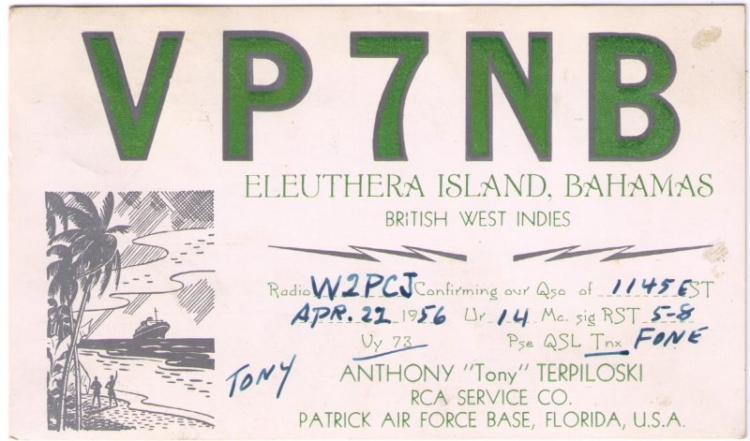 VP7NB
ELEUTHERA ISLAND, BAHAMAS
BRITISH WEST INDIES
Radio W2PCJ Confirming our Qso of 1145 EST
APR. 22 1956 Ur 14 Mc. sig RST 5-8
Vy 73 Pse QSL Tnx FONE
TONY
ANTHONY "Tony" TERPILOSKI
RCA SERVICE CO.
PATRICK AIR FORCE BASE, FLORIDA, U.S.A.